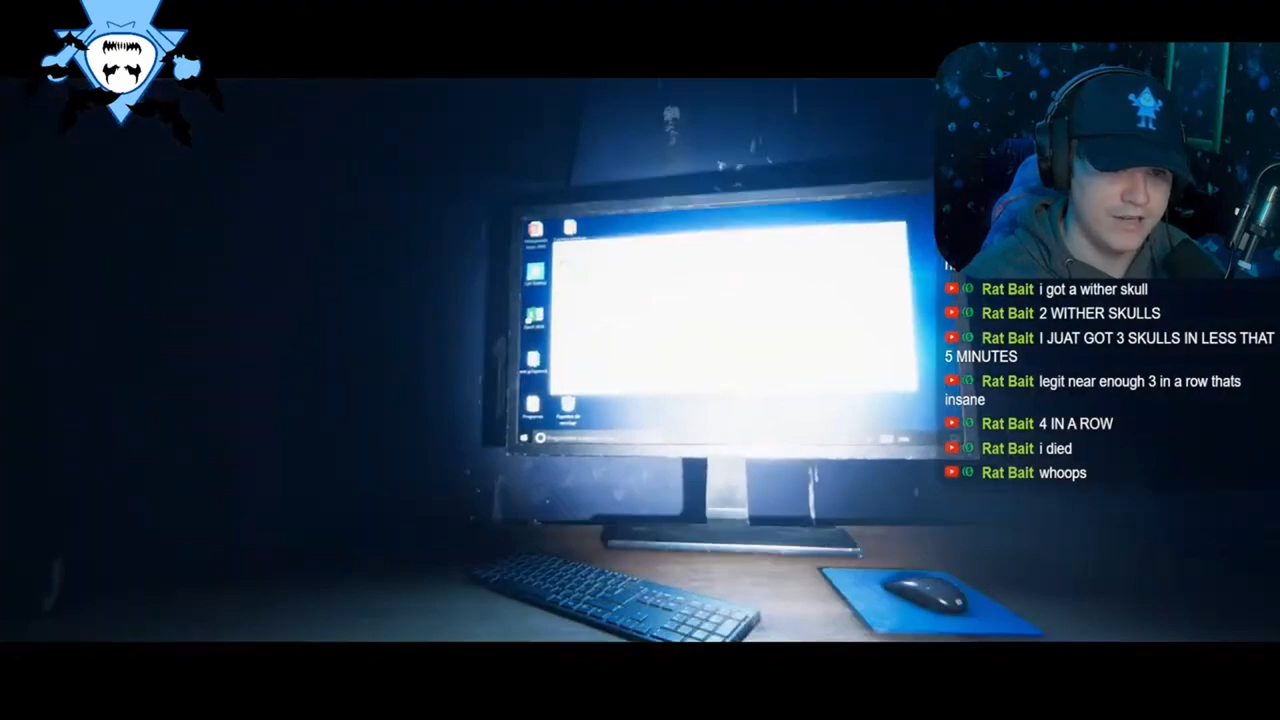 Rat Bait i got a wither skull
Rat Bait 2 WITHER SKULLS
Rat Bait I JUAT GOT 3 SKULLS IN LESS THAT
5 MINUTES
Rat Bait legit near enough 3 in a row thats
insane
Rat Bait 4 IN A ROW
Rat Bait i died
Rat Bait whoops